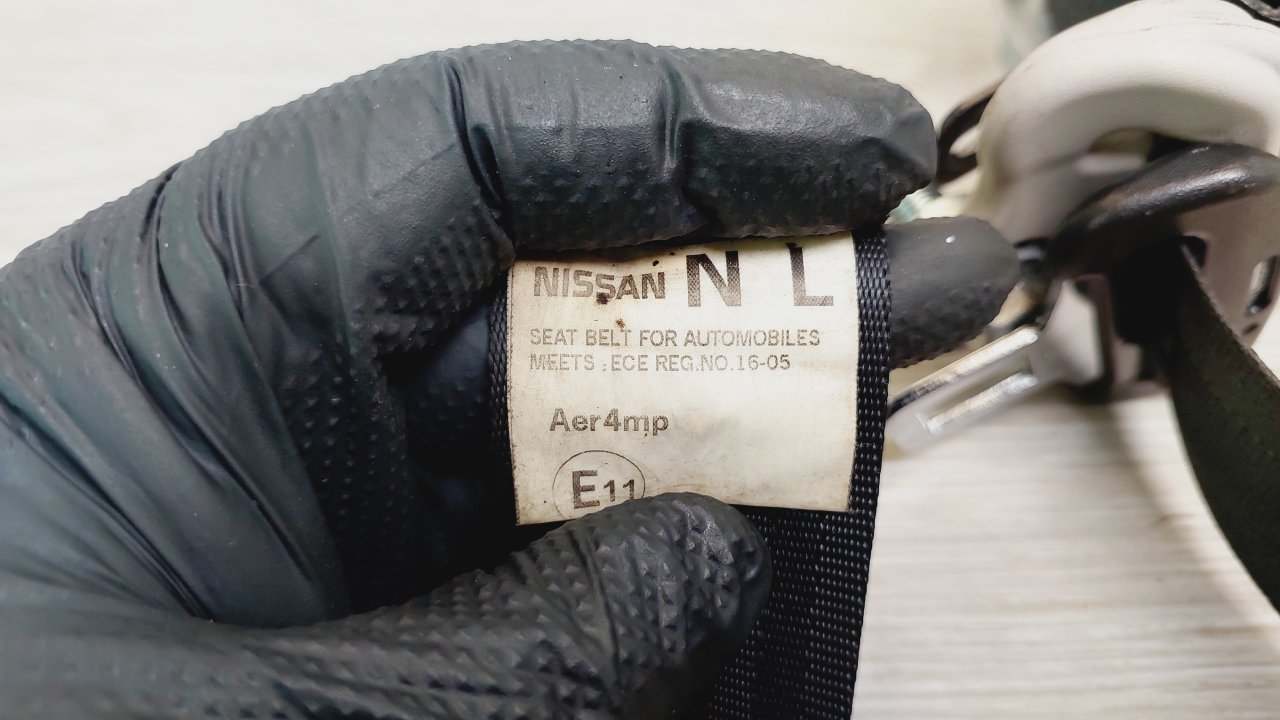 NISSAN N L
SEAT BELT FOR AUTOMOBILES
MEETS : ECE REG.NO.16-05
Aer4mp
E11